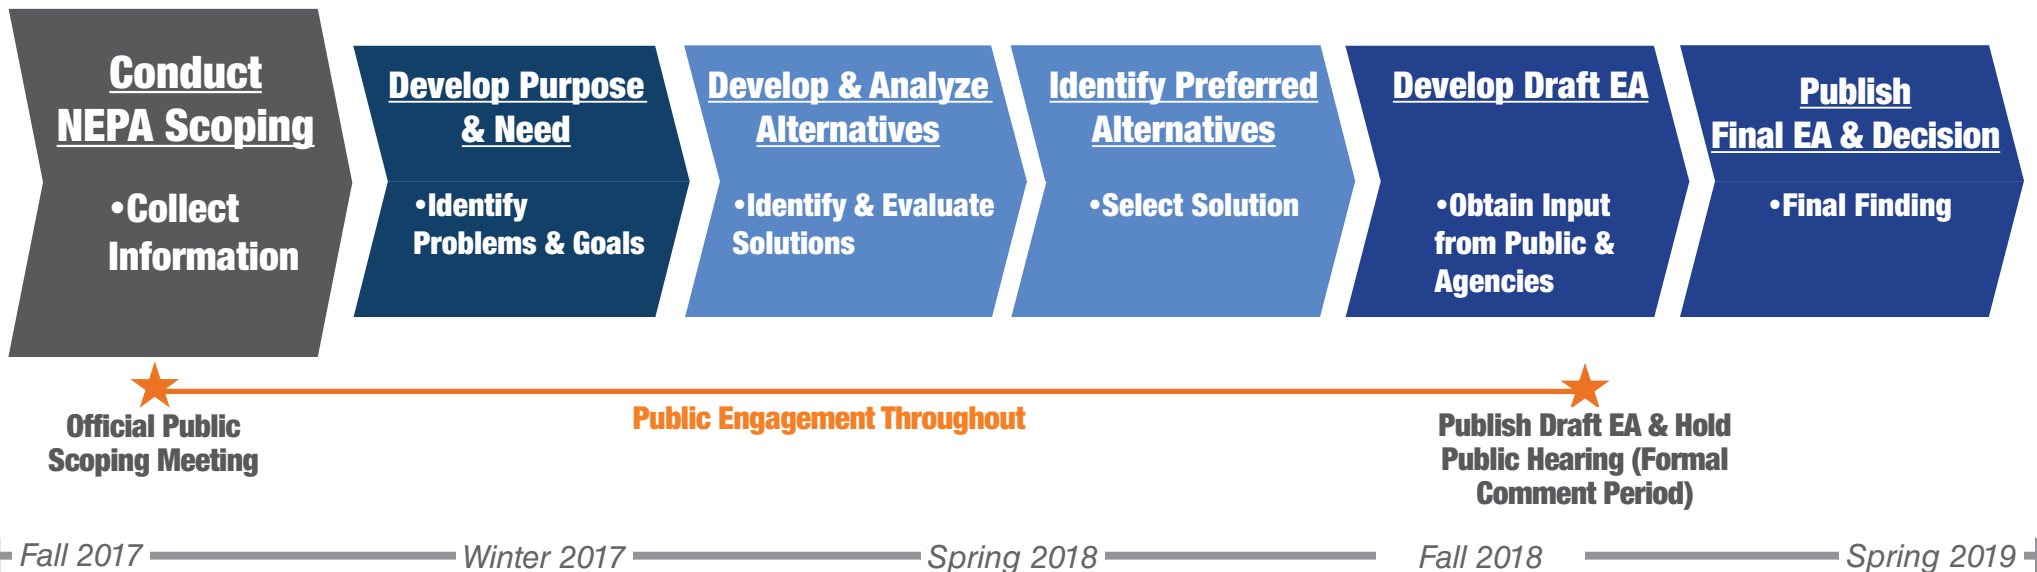 Conduct
NEPA Scoping
•Collect
Information
Develop Purpose
& Need
•Identify
Problems & Goals
Develop & Analyze
Alternatives
•Identify & Evaluate
Solutions
Identify Preferred
Alternatives
•Select Solution
Develop Draft EA
•Obtain Input
from Public &
Agencies
Publish
Final EA & Decision
•Final Finding
Official Public
Scoping Meeting
Public Engagement Throughout
Publish Draft EA & Hold
Public Hearing (Formal
Comment Period)
Fall 2017
Winter 2017
Spring 2018
Fall 2018
Spring 2019